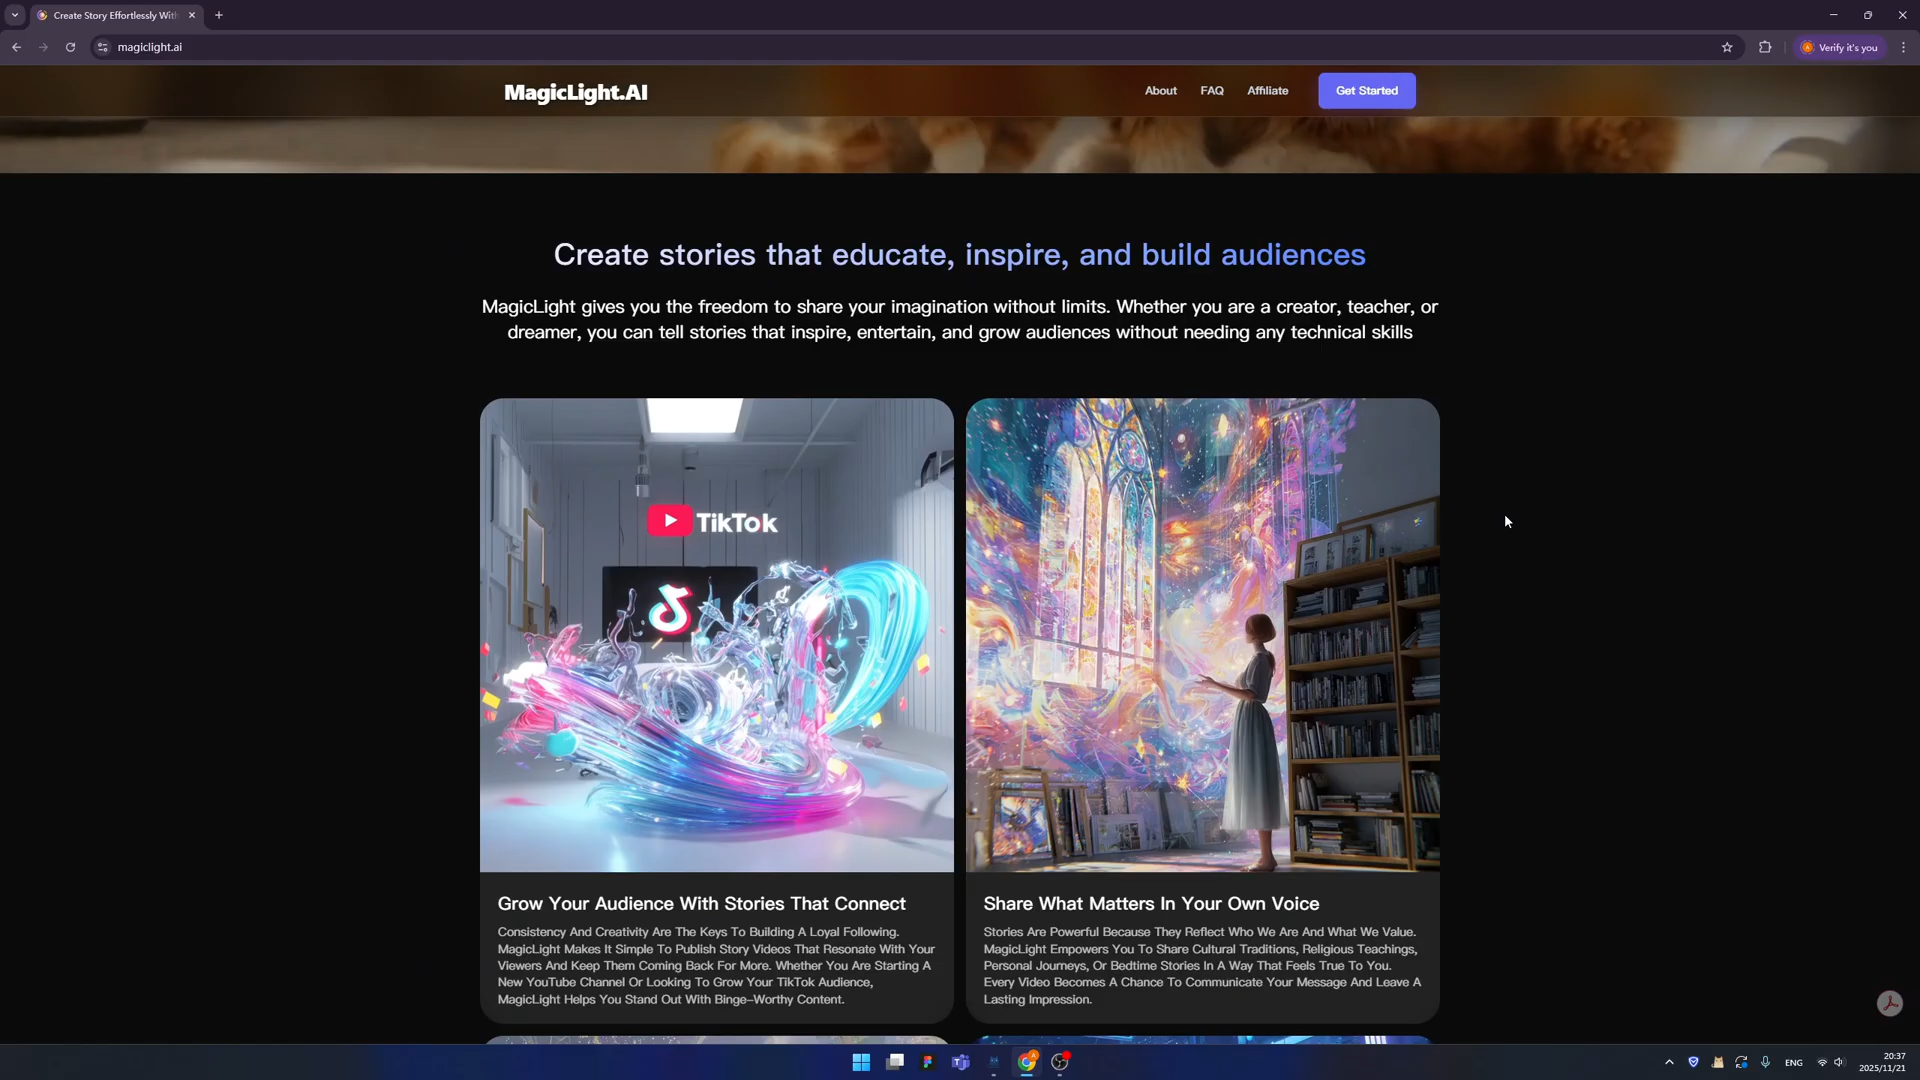 Create Story Effortlessly With
magiclight.ai
Verify it's you
MagicLight.AI
About
FAQ
Affiliate
Get Started
Create stories that educate, inspire, and build audiences
MagicLight gives you the freedom to share your imagination without limits. Whether you are a creator, teacher, or
dreamer, you can tell stories that inspire, entertain, and grow audiences without needing any technical skills
TikTok
Grow Your Audience With Stories That Connect
Consistency And Creativity Are The Keys To Building A Loyal Following.
MagicLight Makes It Simple To Publish Story Videos That Resonate With Your
Viewers And Keep Them Coming Back For More. Whether You Are Starting A
New YouTube Channel Or Looking To Grow Your TikTok Audience,
MagicLight Helps You Stand Out With Binge-Worthy Content.
Share What Matters In Your Own Voice
Stories Are Powerful Because They Reflect Who We Are And What We Value.
MagicLight Empowers You To Share Cultural Traditions, Religious Teachings,
Personal Journeys, Or Bedtime Stories In A Way That Feels True To You.
Every Video Becomes A Chance To Communicate Your Message And Leave A
Lasting Impression.
ENG
20:37
2025/11/21